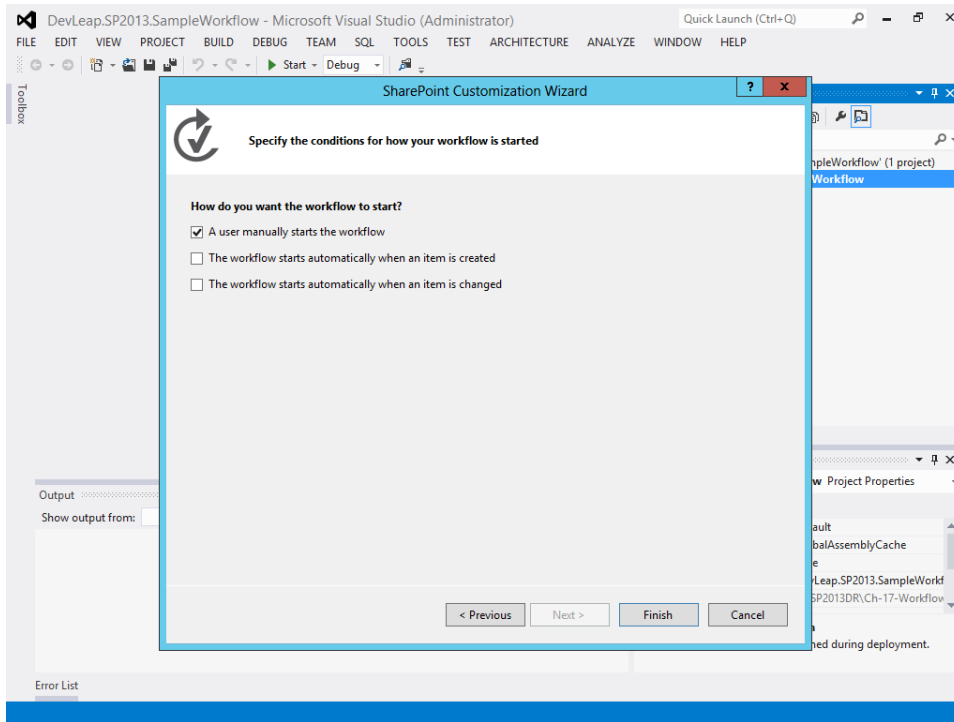 DevLeap.SP2013.SampleWorkflow - Microsoft Visual Studio (Administrator)
Quick Launch (Ctrl+Q)
FILE EDIT VIEW PROJECT BUILD DEBUG TEAM SQL TOOLS TEST ARCHITECTURE ANALYZE WINDOW HELP
Start Debug
Toolbox
SharePoint Customization Wizard
? x
Specify the conditions for how your workflow is started
How do you want the workflow to start?
A user manually starts the workflow
The workflow starts automatically when an item is created
The workflow starts automatically when an item is changed
< Previous Next > Finish Cancel
(1 project)
Workflow
Project Properties
ault
balAssemblyCache
e
SP2013DR\Ch-17-Workflow
ned during deployment.
Output
Show output from:
Error List